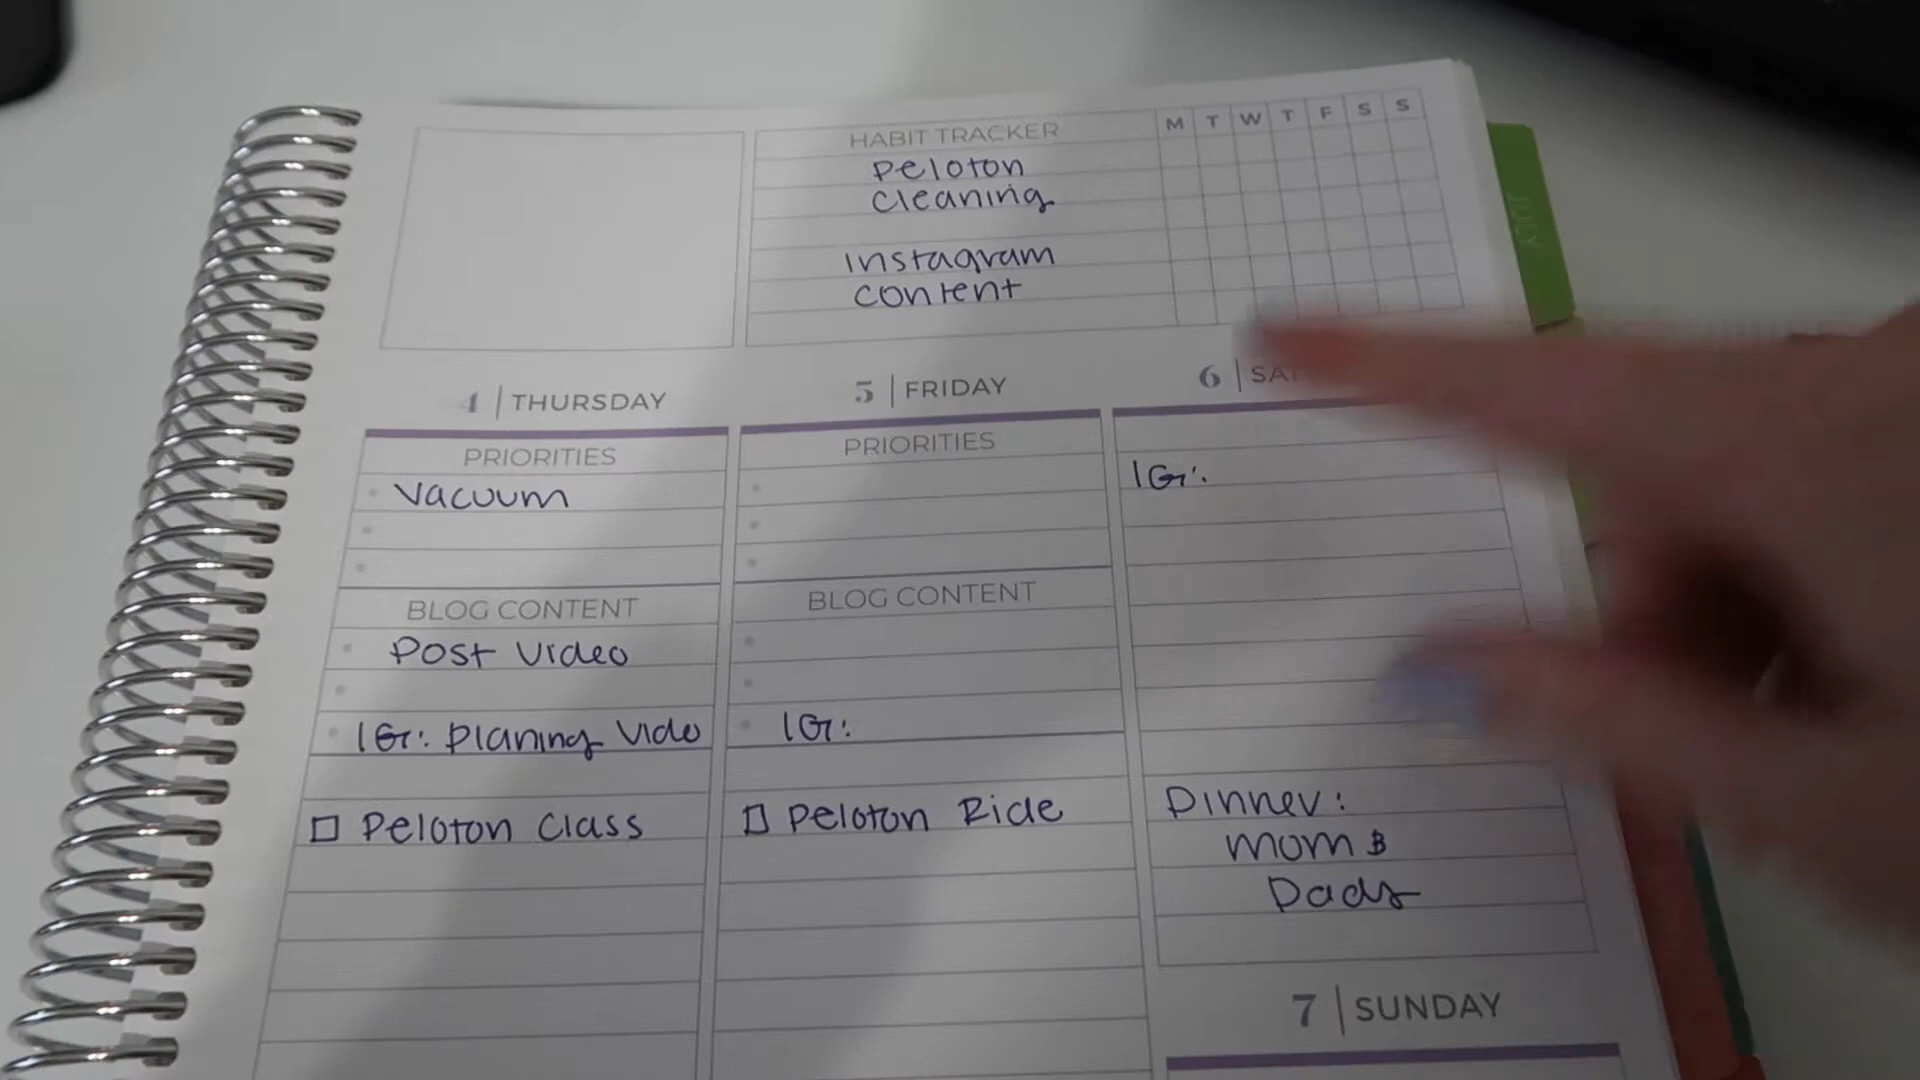 HABIT TRACKER M T W T F S S
Peloton
Cleaning
Instagram
Content
JULY
4 | THURSDAY
PRIORITIES
Vacuum
BLOG CONTENT
Post Video
IG: Planing Vido
Peloton Class
5 | FRIDAY
PRIORITIES
BLOG CONTENT
IG:
Peloton Ride
6 |
IG:
Dinner:
Mom &
Dads
7 | SUNDAY